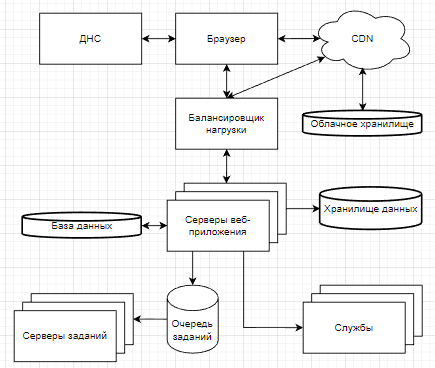 ДНС
Браузер
CDN
Балансировщик
нагрузки
Облачное хранилище
База данных
Серверы веб-
приложения
Хранилище данных
Серверы заданий
Очередь
заданий
Службы